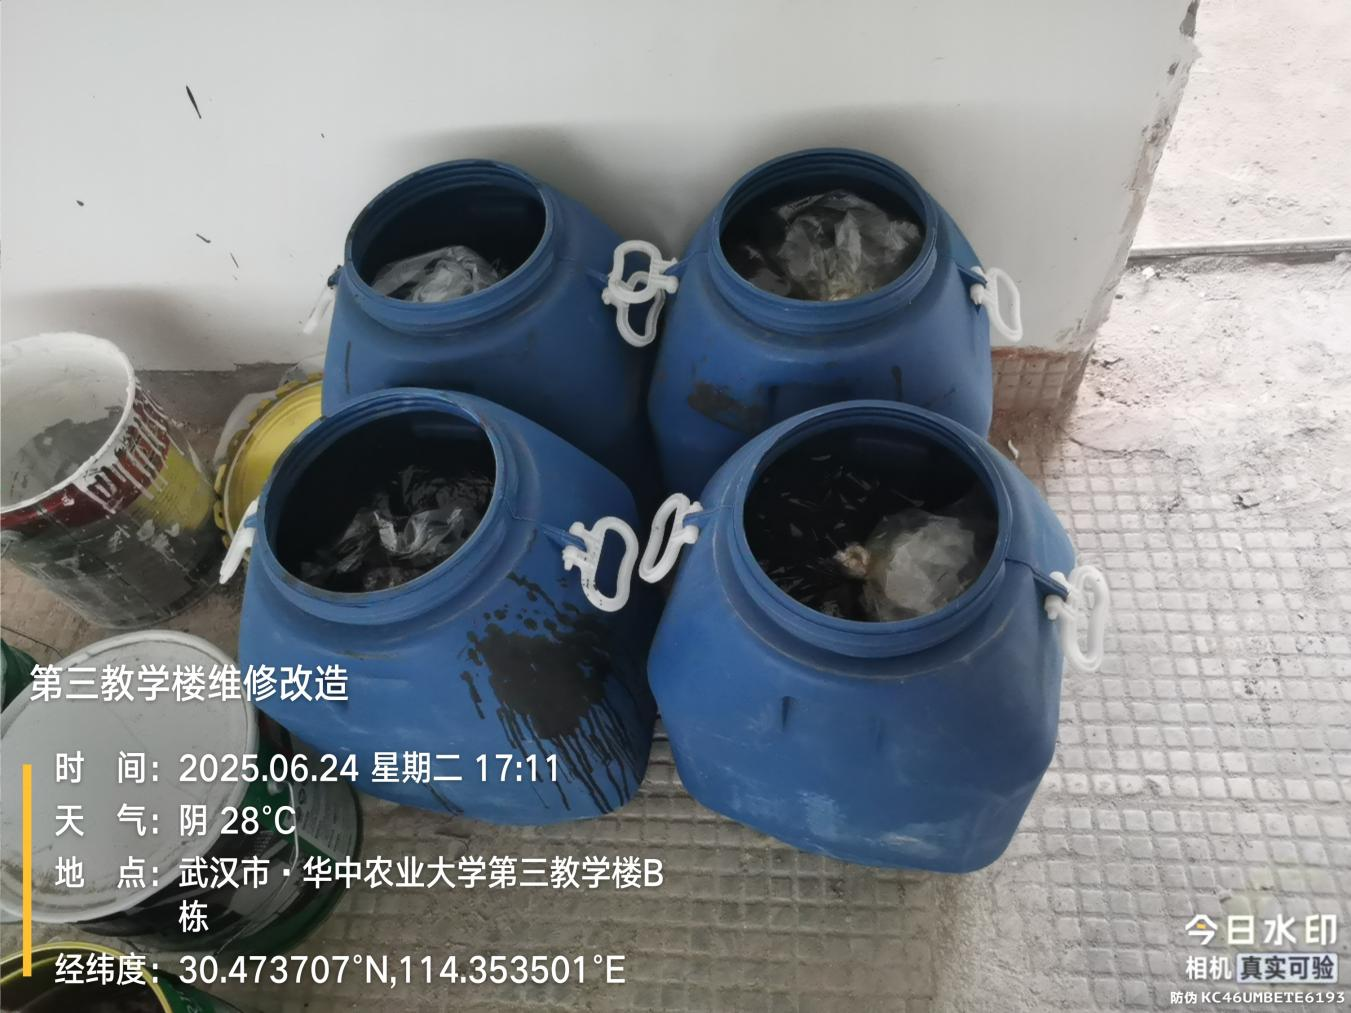 第三教学楼维修改造
时 间：2025.06.24 星期二 17:11
天 气：阴 28°C
地 点：武汉市·华中农业大学第三教学楼B
栋
经纬度：30.473707°N,114.353501°E
今日水印
相机 真实可验
防伪 KC46UMBETE6193